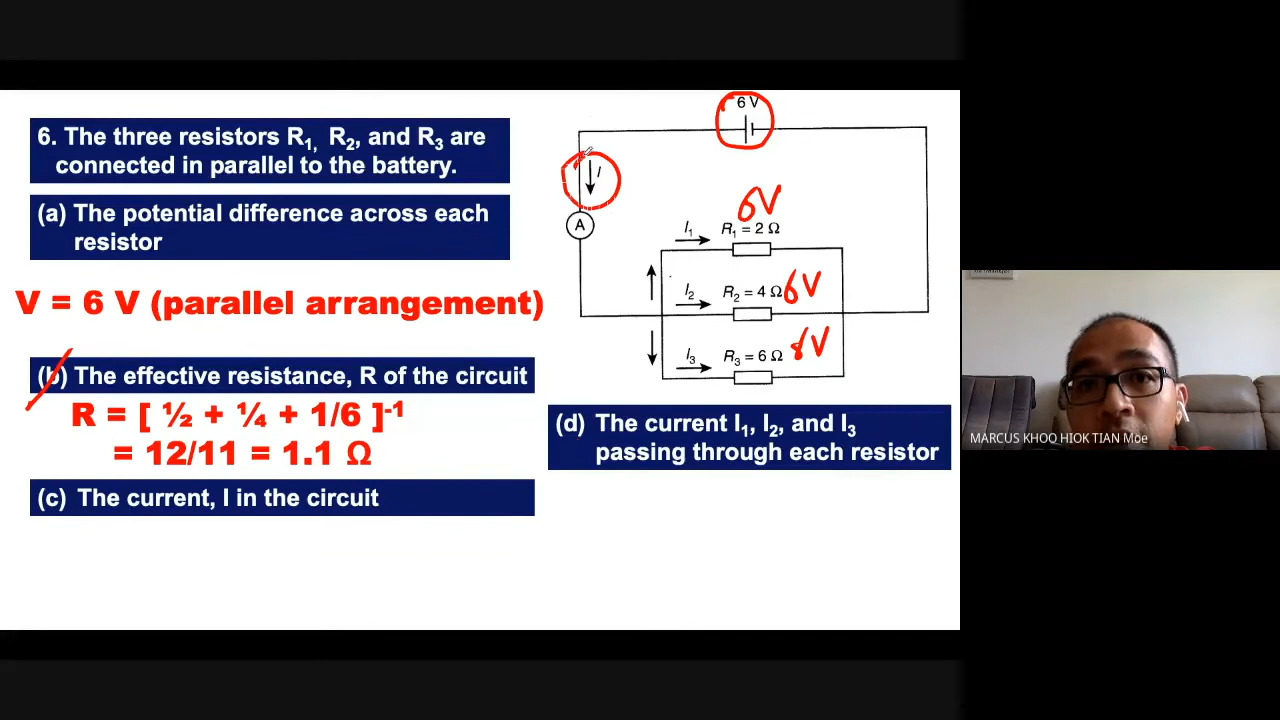 6. The three resistors R1, R2, and R3 are
connected in parallel to the battery.
(a) The potential difference across each
resistor
V = 6 V (parallel arrangement)
(b) The effective resistance, R of the circuit
R = [ ½ + ¼ + 1/6 ]-1
= 12/11 = 1.1 Ω
(c) The current, I in the circuit
6 V
I
A
6V
I1 R1 = 2 Ω
I2 R2 = 4 Ω 6V
I3 R3 = 6 Ω 6V
(d) The current I1, I2, and I3
passing through each resistor
MARCUS KHOO HIOK TIAN Moe